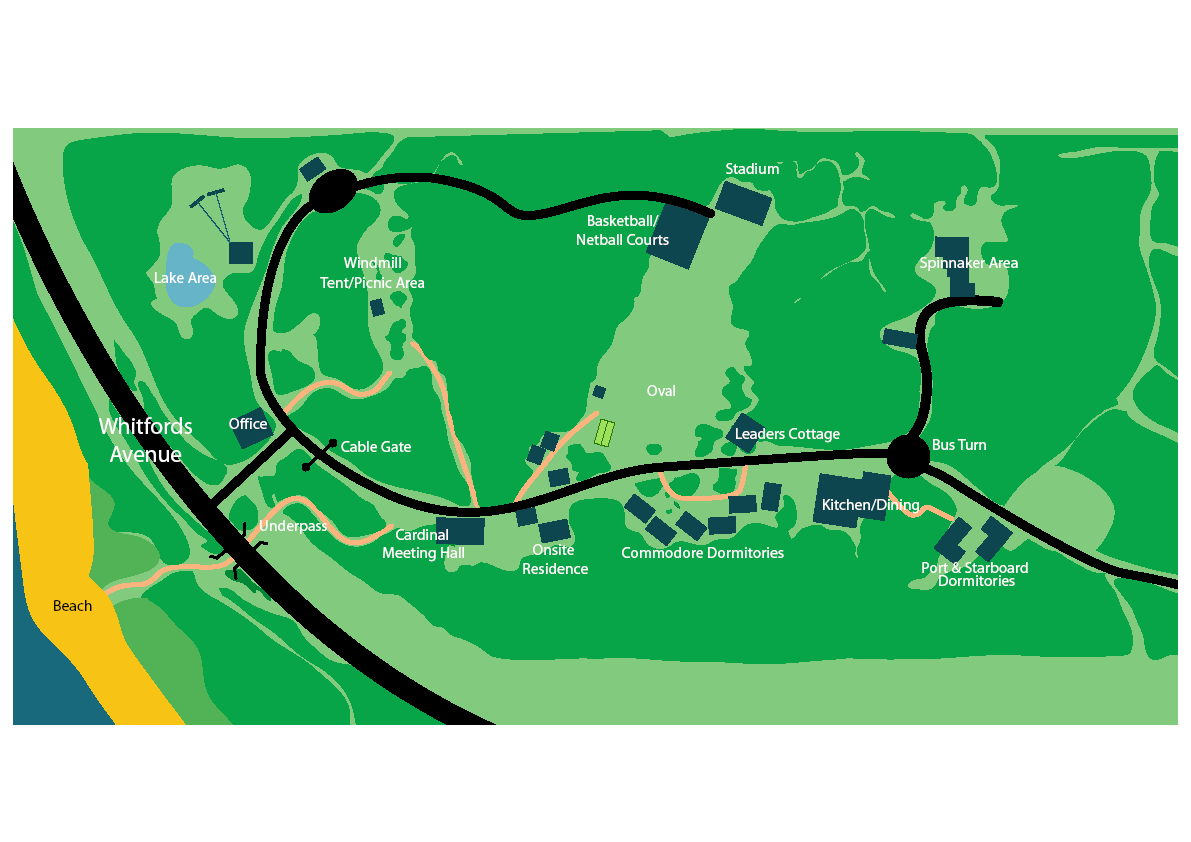 Stadium
Basketball/
Netball Courts
Windmill
Tent/Picnic Area
Lake Area
Spinnaker Area
Oval
Whitfords
Avenue
Office
Cable Gate
Leaders Cottage
Bus Turn
Kitchen/Dining
Underpass
Cardinal
Meeting Hall
Onsite
Residence
Commodore Dormitories
Port & Starboard
Dormitories
Beach